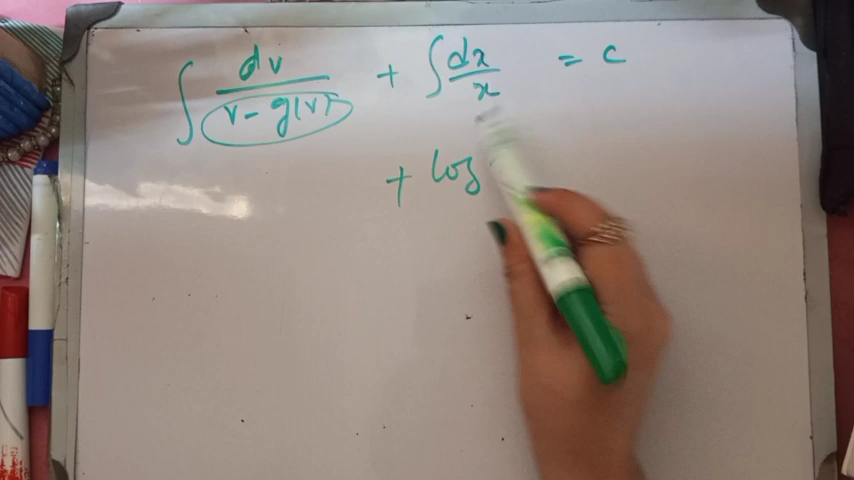 ∫ dv / (v - g(v)) + ∫ dx / x = c
+ log